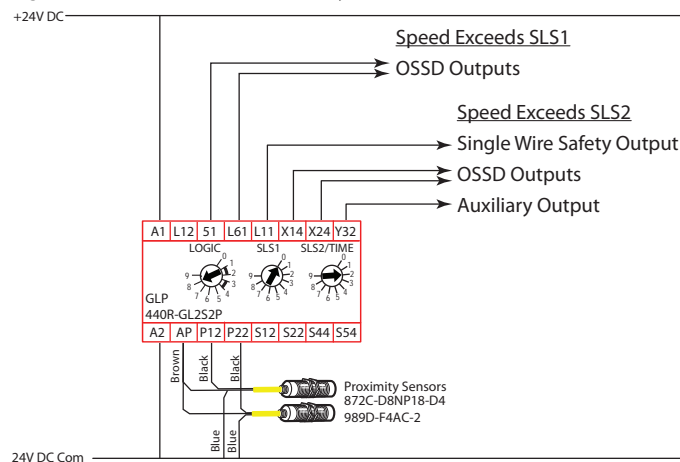 +24V DC
Speed Exceeds SLS1
OSSD Outputs
Speed Exceeds SLS2
Single Wire Safety Output
OSSD Outputs
Auxiliary Output
A1 L12 51 L61 L11 X14 X24 Y32
LOGIC SLS1 SLS2/TIME
0 1 2 3 4 5 6 7 8 9
0 1 2 3 4 5 6 7 8 9
0 1 2 3 4 5 6 7 8 9
GLP
440R-GL2S2P
A2 AP P12 P22 S12 S22 S44 S54
Brown
Black
Black
Proximity Sensors
872C-D8NP18-D4
989D-F4AC-2
Blue
Blue
24V DC Com